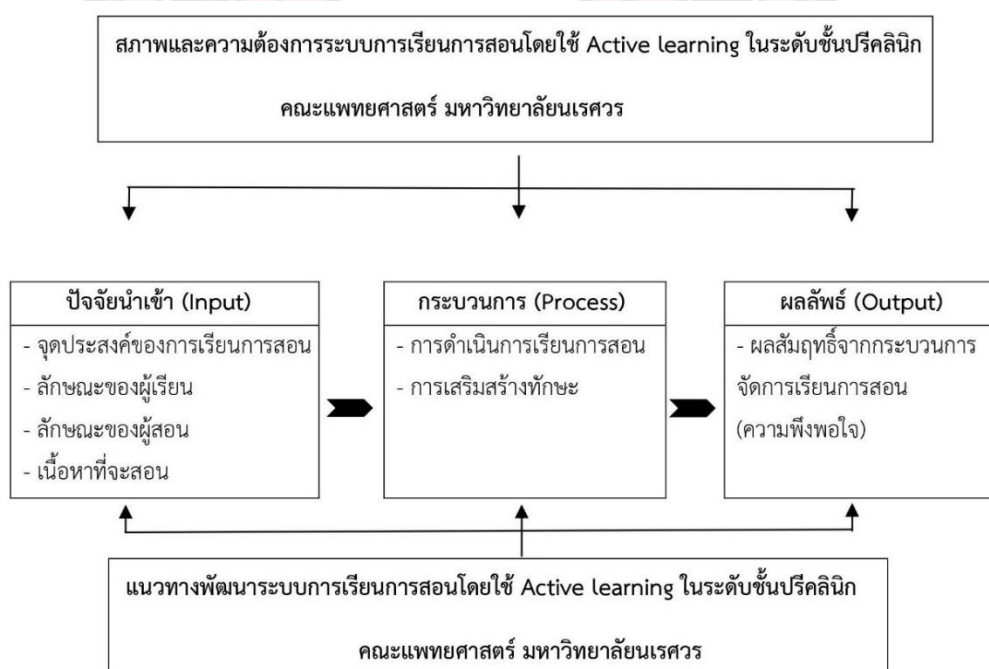 สภาพและความต้องการระบบการเรียนการสอนโดยใช้ Active learning ในระดับชั้นปรีคลินิก
คณะแพทยศาสตร์ มหาวิทยาลัยนเรศวร
ปัจจัยนำเข้า (Input)
- จุดประสงค์ของการเรียนการสอน
- ลักษณะของผู้เรียน
- ลักษณะของผู้สอน
- เนื้อหาที่จะสอน
กระบวนการ (Process)
- การดำเนินการเรียนการสอน
- การเสริมสร้างทักษะ
ผลลัพธ์ (Output)
- ผลสัมฤทธิ์จากกระบวนการ
จัดการเรียนการสอน
(ความพึงพอใจ)
แนวทางพัฒนาระบบการเรียนการสอนโดยใช้ Active learning ในระดับชั้นปรีคลินิก
คณะแพทยศาสตร์ มหาวิทยาลัยนเรศวร